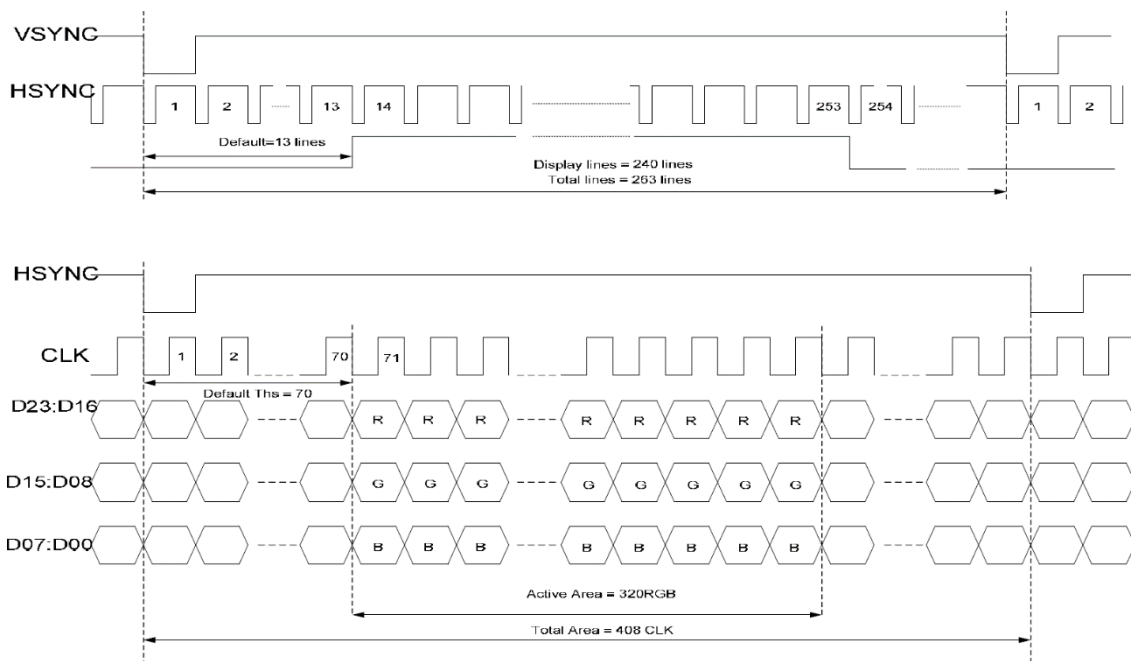 VSYNC
HSYNC 1 2 13 14 253 254 1 2
Default=13 lines
Display lines = 240 lines
Total lines = 263 lines
HSYNC
CLK 1 2 70 71
Default Ths = 70
D23:D16 R R R R R R R R
D15:D08 G G G G G G G G
D07:D00 B B B B B B B B
Active Area = 320RGB
Total Area = 408 CLK